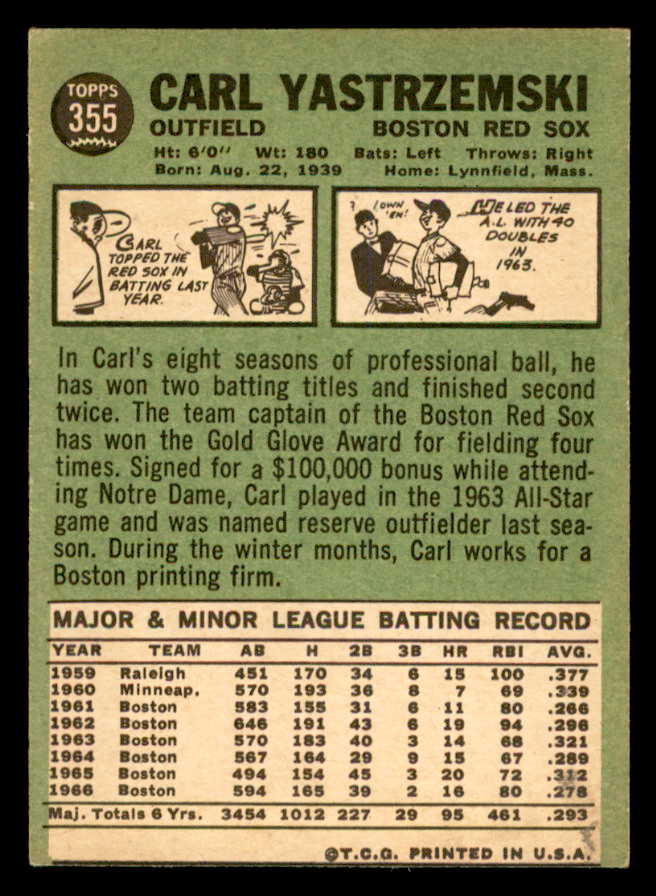 TOPPS
355
CARL YASTRZEMSKI
OUTFIELD BOSTON RED SOX
Ht: 6'0" Wt: 180 Bats: Left Throws: Right
Born: Aug. 22, 1939 Home: Lynnfield, Mass.
CARL
TOPPED THE
RED SOX IN
BATTING LAST
YEAR.
?
I OWN
'EM!
HE LED THE
A.L. WITH 40
DOUBLES
IN
1963.
In Carl's eight seasons of professional ball, he
has won two batting titles and finished second
twice. The team captain of the Boston Red Sox
has won the Gold Glove Award for fielding four
times. Signed for a $100,000 bonus while attend-
ing Notre Dame, Carl played in the 1963 All-Star
game and was named reserve outfielder last sea-
son. During the winter months, Carl works for a
Boston printing firm.
MAJOR & MINOR LEAGUE BATTING RECORD
YEAR TEAM AB H 2B 3B HR RBI AVG.
1959 Raleigh 451 170 34 6 15 100 .377
1960 Minneap. 570 193 36 8 7 69 .339
1961 Boston 583 155 31 6 11 80 .266
1962 Boston 646 191 43 6 19 94 .296
1963 Boston 570 183 40 3 14 68 .321
1964 Boston 567 164 29 9 15 67 .289
1965 Boston 494 154 45 3 20 72 .312
1966 Boston 594 165 39 2 16 80 .278
Maj. Totals 6 Yrs. 3454 1012 227 29 95 461 .293
©T.C.G. PRINTED IN U.S.A.